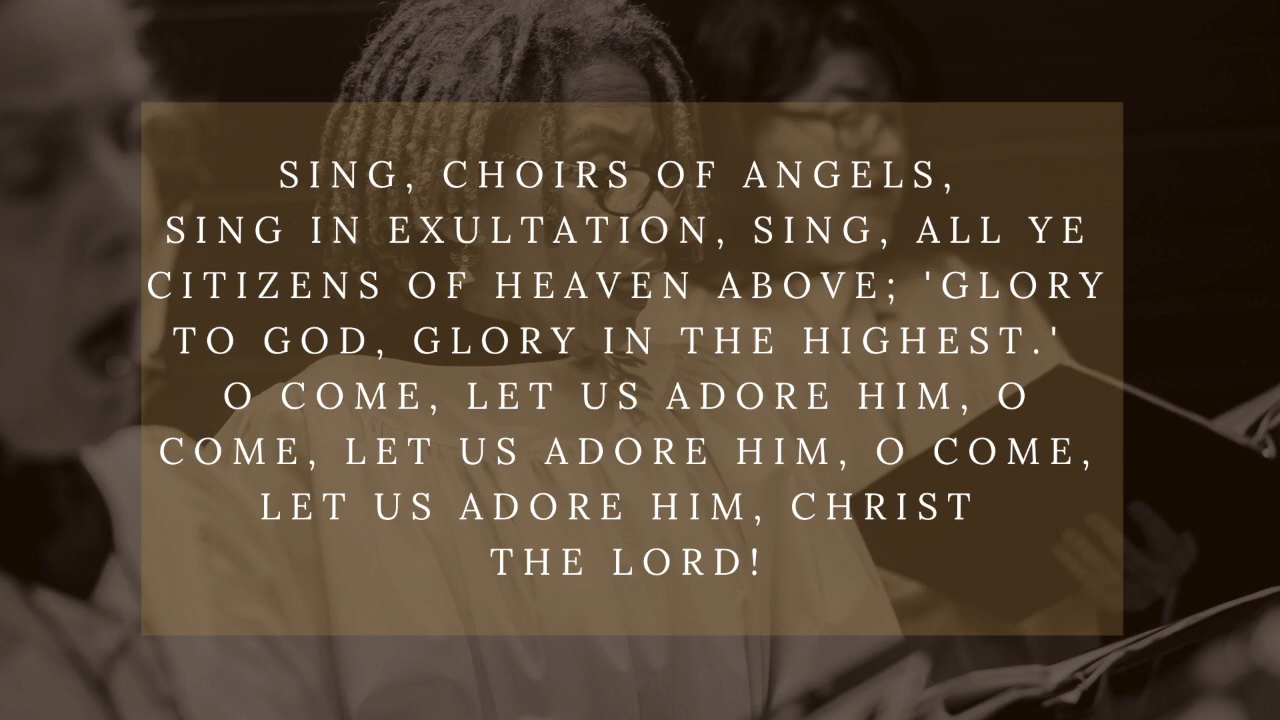 SING, CHOIRS OF ANGELS,
SING IN EXULTATION, SING, ALL YE
CITIZENS OF HEAVEN ABOVE; 'GLORY
TO GOD, GLORY IN THE HIGHEST.'
O COME, LET US ADORE HIM, O
COME, LET US ADORE HIM, O COME,
LET US ADORE HIM, CHRIST
THE LORD!